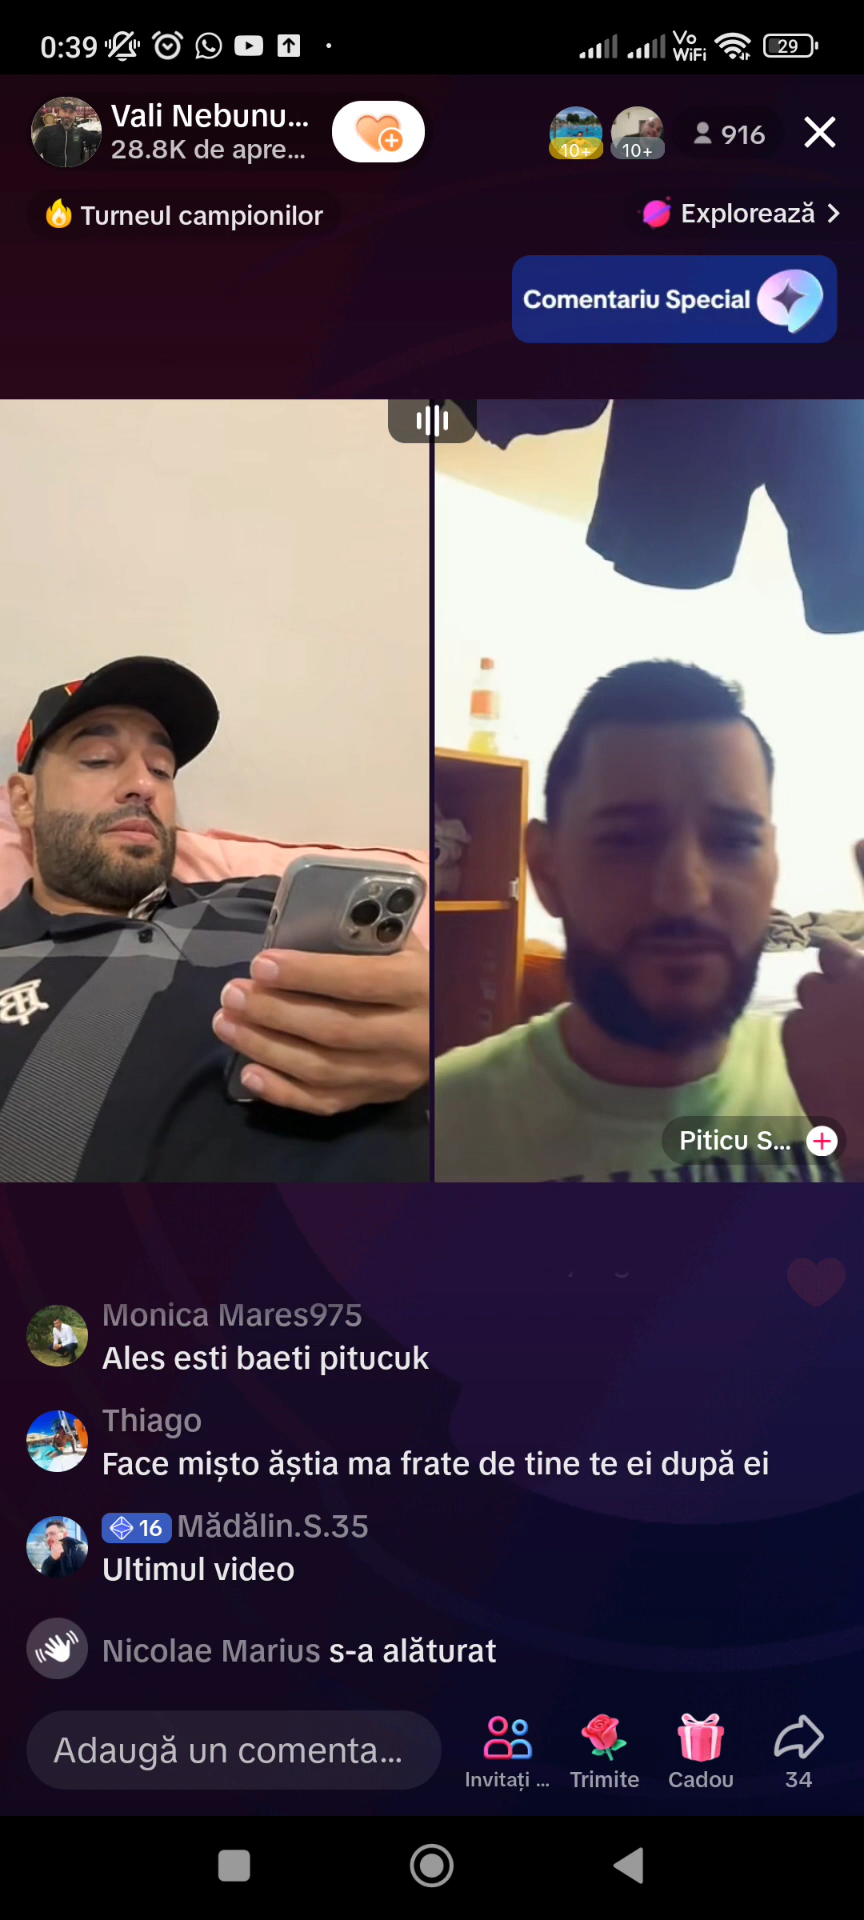 0:39
Vo
WiFi
29
Vali Nebunu...
28.8K de apre...
10+
10+
916
Turneul campionilor
Explorează
Comentariu Special
Piticu S...
Monica Mares975
Ales esti baeti pitucuk
Thiago
Face mișto ăștia ma frate de tine te ei după ei
16 Mădălin.S.35
Ultimul video
Nicolae Marius s-a alăturat
Adaugă un comenta...
Invitați ...
Trimite
Cadou
34